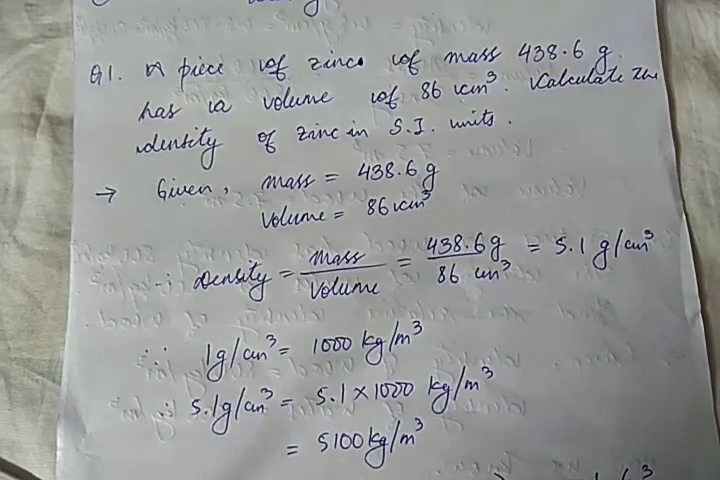 Q1. A piece of zinc of mass 438.6 g.
has a volume of 86 cm³. Calculate the
density of zinc in S.I. units.
→ Given, mass = 438.6 g
Volume = 86 cm³
∴ Density = mass / Volume = 438.6 g / 86 cm³ = 5.1 g/cm³
∵ 1g/cm³ = 1000 kg/m³
∴ 5.1g/cm³ = 5.1 × 1000 kg/m³
= 5100 kg/m³